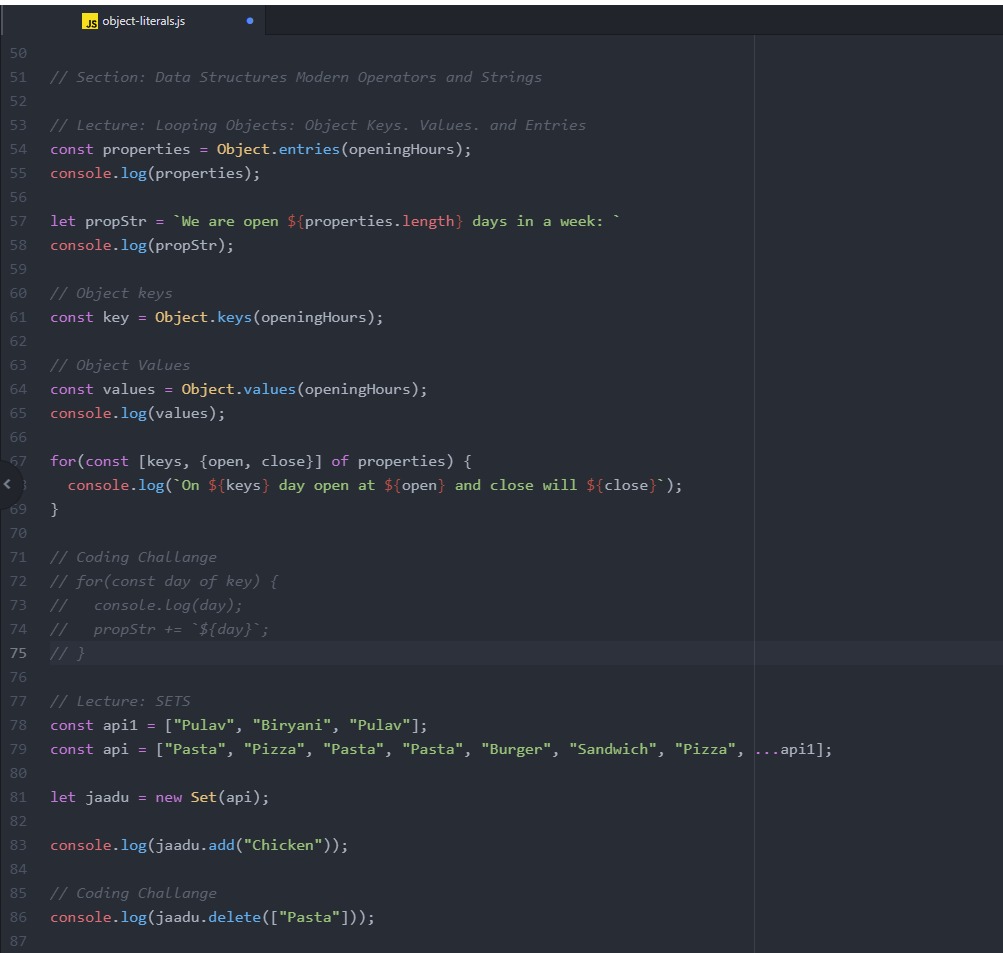 JS object-literals.js
50
51 // Section: Data Structures Modern Operators and Strings
52
53 // Lecture: Looping Objects: Object Keys. Values. and Entries
54 const properties = Object.entries(openingHours);
55 console.log(properties);
56
57 let propStr = `We are open ${properties.length} days in a week: `
58 console.log(propStr);
59
60 // Object keys
61 const key = Object.keys(openingHours);
62
63 // Object Values
64 const values = Object.values(openingHours);
65 console.log(values);
66
67 for(const [keys, {open, close}] of properties) {
console.log(`On ${keys} day open at ${open} and close will ${close}`);
69 }
70
71 // Coding Challange
72 // for(const day of key) {
73 //   console.log(day);
74 //   propStr += `${day}`;
75 // }
76
77 // Lecture: SETS
78 const api1 = ["Pulav", "Biryani", "Pulav"];
79 const api = ["Pasta", "Pizza", "Pasta", "Pasta", "Burger", "Sandwich", "Pizza", ...api1];
80
81 let jaadu = new Set(api);
82
83 console.log(jaadu.add("Chicken"));
84
85 // Coding Challange
86 console.log(jaadu.delete(["Pasta"]));
87